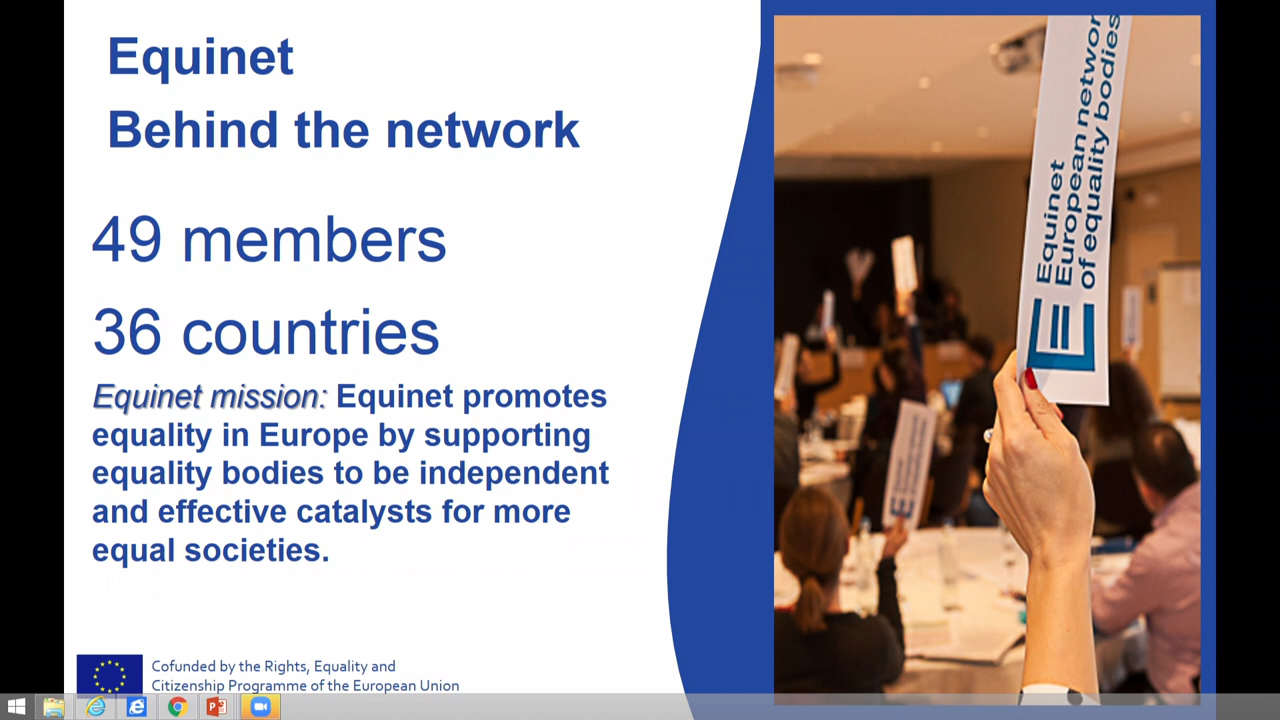 Equinet
Behind the network
49 members
36 countries
Equinet mission: Equinet promotes
equality in Europe by supporting
equality bodies to be independent
and effective catalysts for more
equal societies.
Cofunded by the Rights, Equality and
Citizenship Programme of the European Union
Equinet
European network
of equality bodies